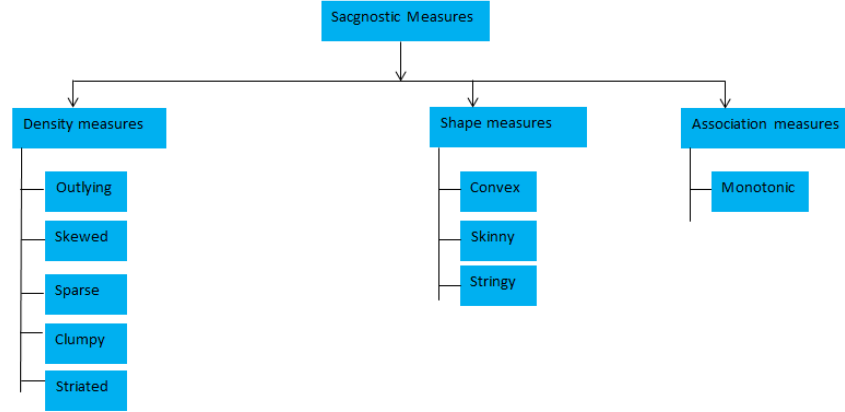 Sacgnostic Measures
Density measures
Shape measures
Association measures
Outlying
Convex
Monotonic
Skewed
Skinny
Sparse
Stringy
Clumpy
Striated